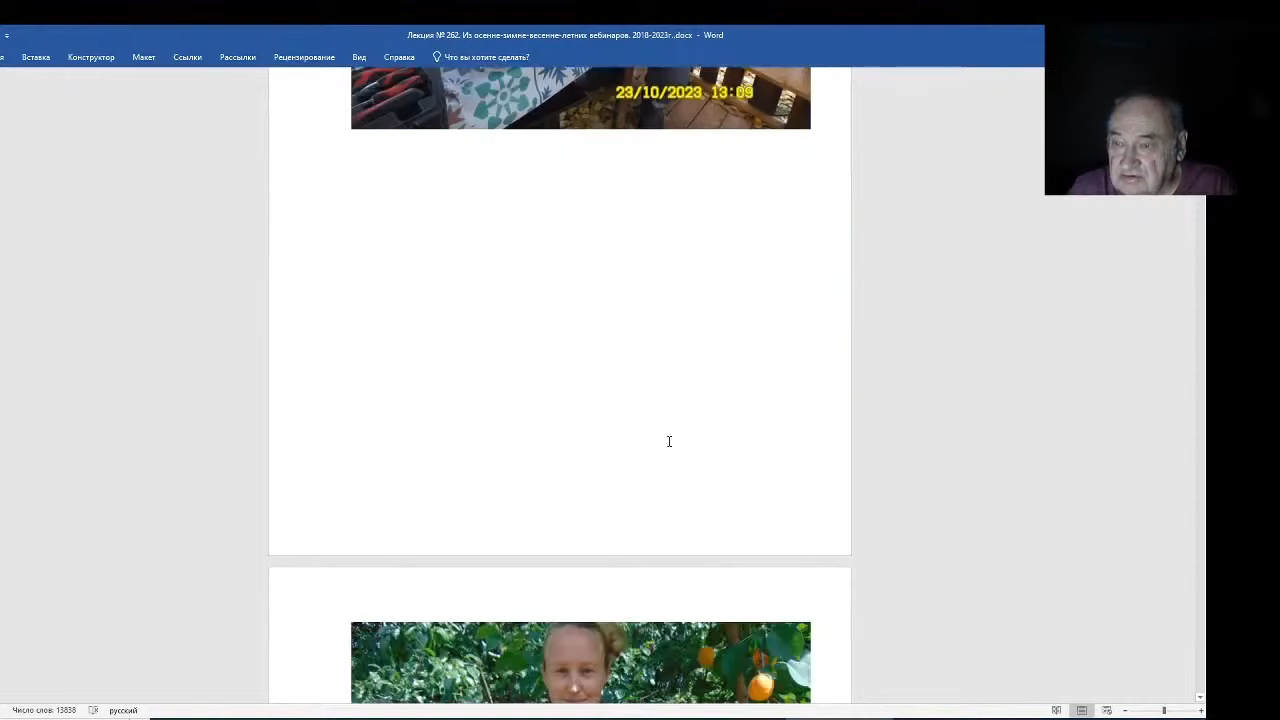 Лекция № 262. Из осенне-зимне-весенне-летних вебинаров. 2018-2023г..docx - Word
Вставка Конструктор Макет Ссылки Рассылки Рецензирование Вид Справка Что вы хотите сделать?
23/10/2023 13:09
Число слов: 13838 русский